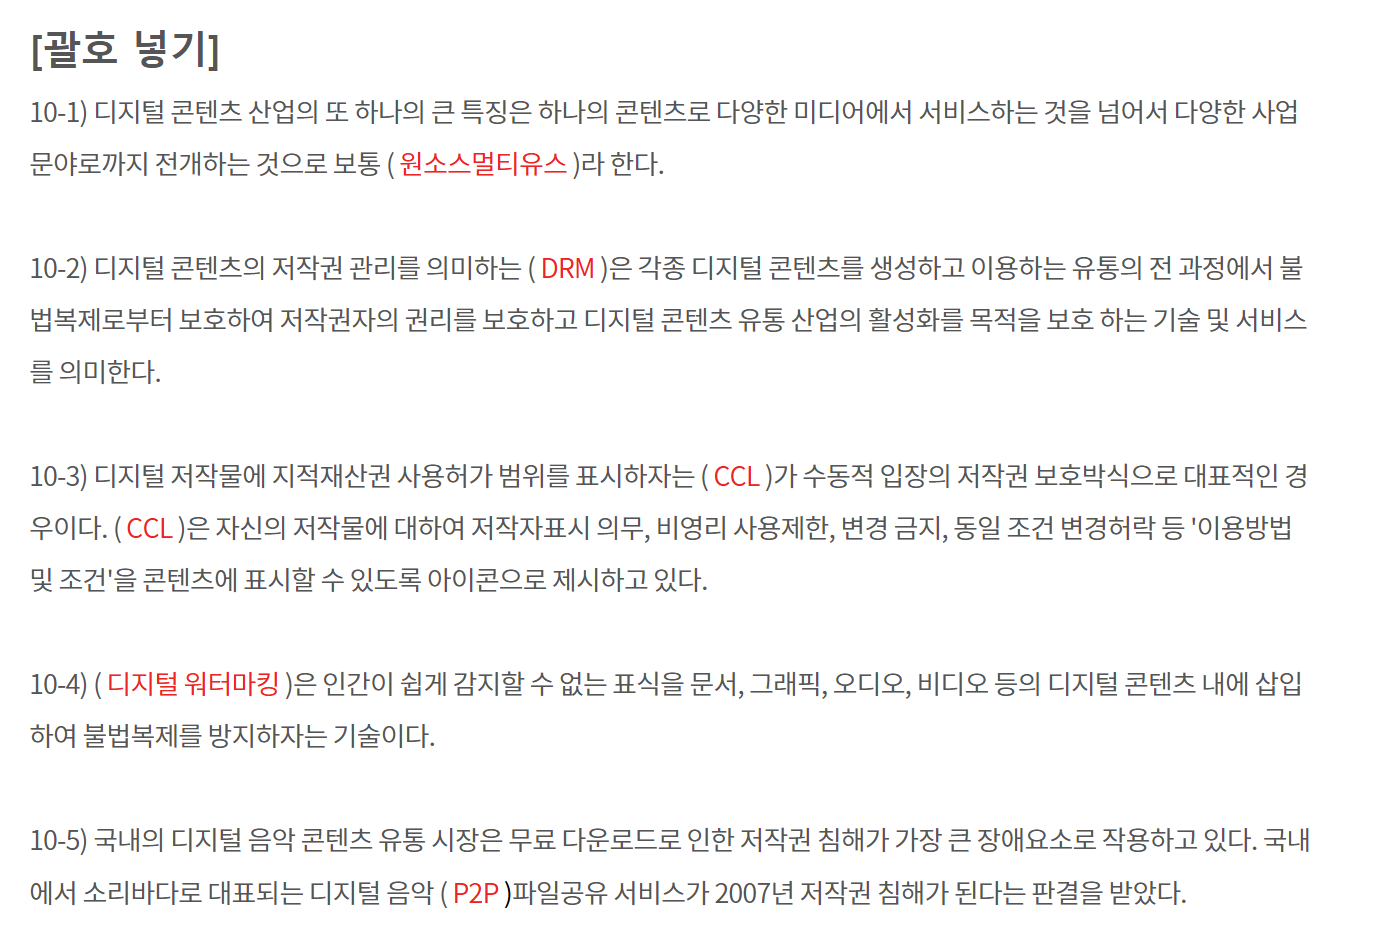 [괄호 넣기]
10-1) 디지털 콘텐츠 산업의 또 하나의 큰 특징은 하나의 콘텐츠로 다양한 미디어에서 서비스하는 것을 넘어서 다양한 사업
문야로까지 전개하는 것으로 보통 ( 원소스멀티유스 )라 한다.
10-2) 디지털 콘텐츠의 저작권 관리를 의미하는 ( DRM )은 각종 디지털 콘텐츠를 생성하고 이용하는 유통의 전 과정에서 불
법복제로부터 보호하여 저작권자의 권리를 보호하고 디지털 콘텐츠 유통 산업의 활성화를 목적을 보호 하는 기술 및 서비스
를 의미한다.
10-3) 디지털 저작물에 지적재산권 사용허가 범위를 표시하자는 ( CCL )가 수동적 입장의 저작권 보호박식으로 대표적인 경
우이다. ( CCL )은 자신의 저작물에 대하여 저작자표시 의무, 비영리 사용제한, 변경 금지, 동일 조건 변경허락 등 '이용방법
및 조건'을 콘텐츠에 표시할 수 있도록 아이콘으로 제시하고 있다.
10-4) ( 디지털 워터마킹 )은 인간이 쉽게 감지할 수 없는 표식을 문서, 그래픽, 오디오, 비디오 등의 디지털 콘텐츠 내에 삽입
하여 불법복제를 방지하자는 기술이다.
10-5) 국내의 디지털 음악 콘텐츠 유통 시장은 무료 다운로드로 인한 저작권 침해가 가장 큰 장애요소로 작용하고 있다. 국내
에서 소리바다로 대표되는 디지털 음악 ( P2P )파일공유 서비스가 2007년 저작권 침해가 된다는 판결을 받았다.